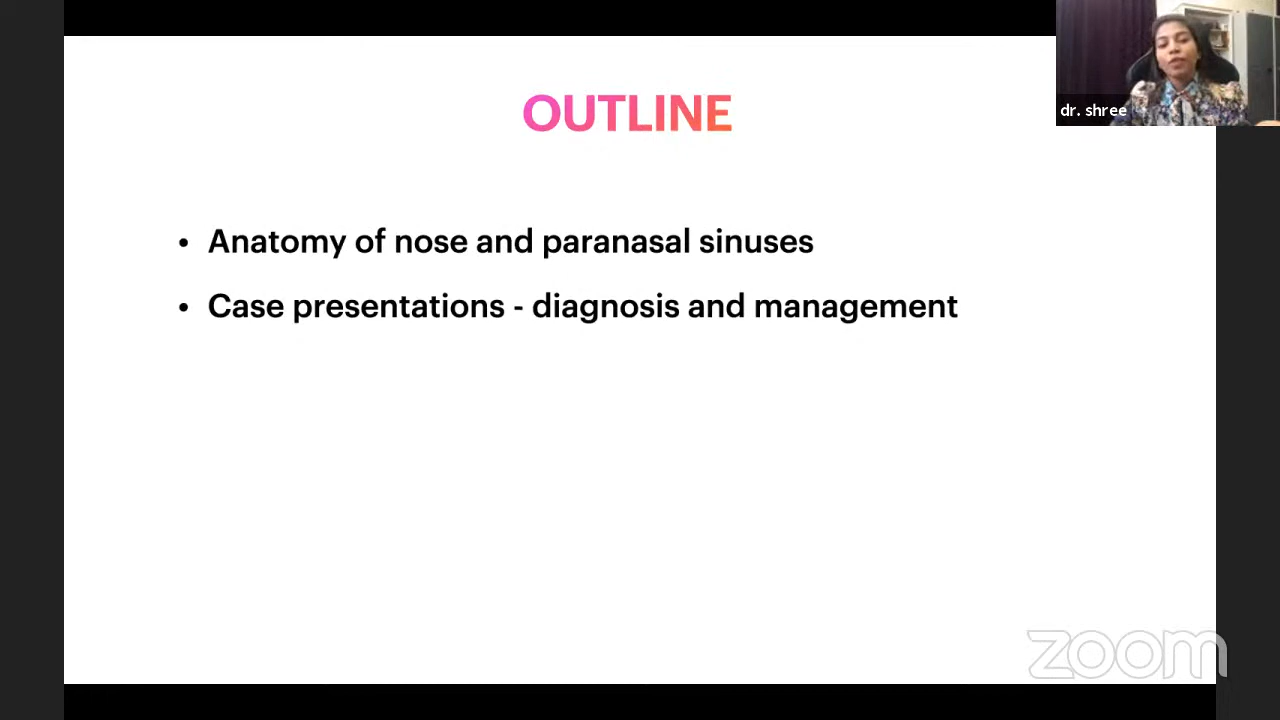 OUTLINE
dr. shree
• Anatomy of nose and paranasal sinuses
• Case presentations - diagnosis and management
zoom